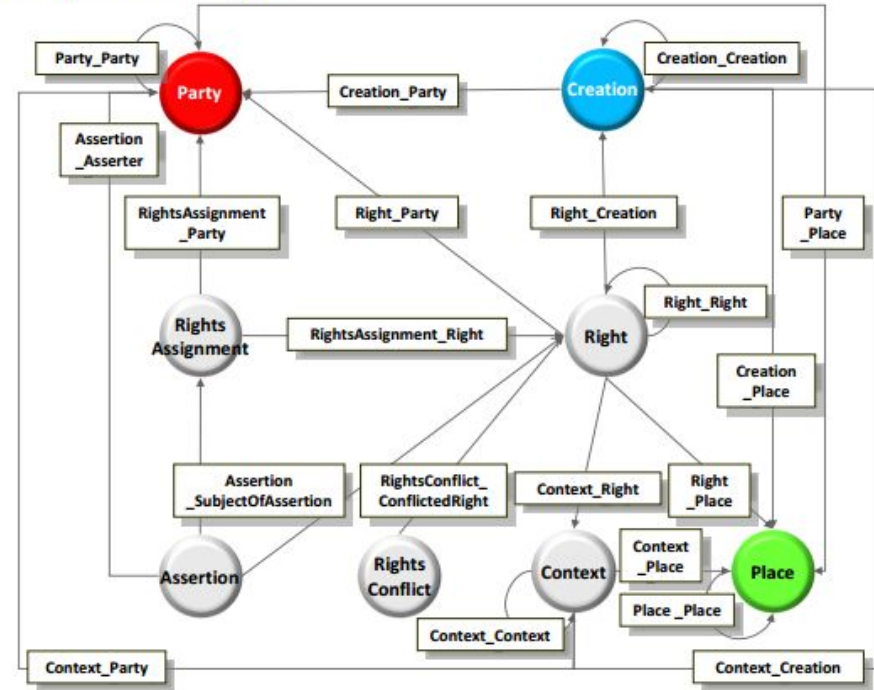 Party_Party
Party
Creation_Party
Creation
Creation_Creation
Assertion
_Asserter
RightsAssignment
_Party
Right_Party
Right_Creation
Party
_Place
Rights
Assignment
RightsAssignment_Right
Right
Right_Right
Creation
_Place
Assertion
_SubjectOfAssertion
RightsConflict_
ConflictedRight
Context_Right
Right
_Place
Assertion
Rights
Conflict
Context
Context
_Place
Place
Place _Place
Context_Context
Context_Party
Context_Creation